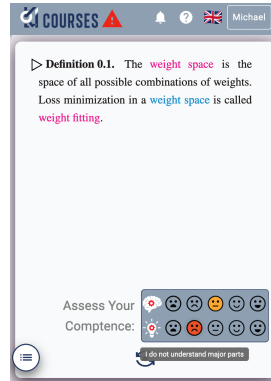 COURSES
Michael
Definition 0.1. The weight space is the
space of all possible combinations of weights.
Loss minimization in a weight space is called
weight fitting.
Assess Your
Comptence:
I do not understand major parts